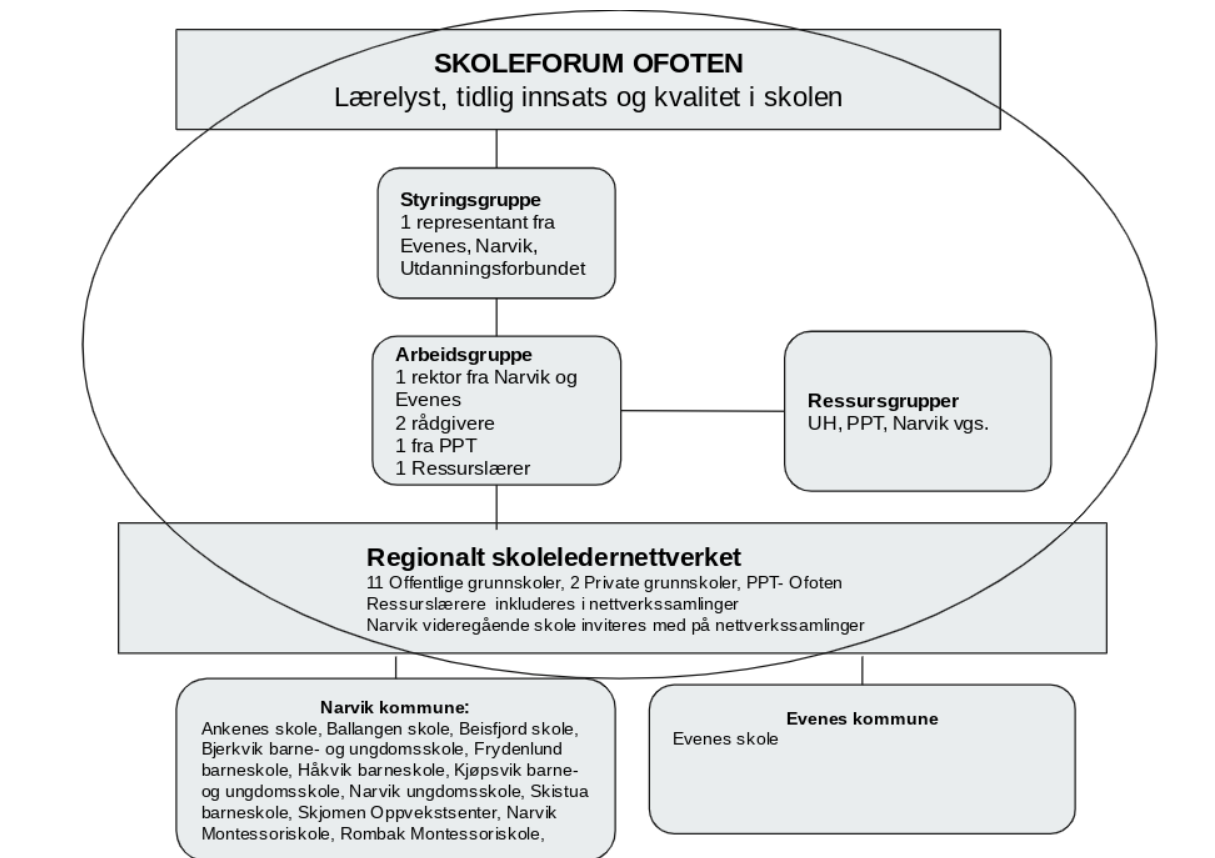 SKOLEFORUM OFOTEN
Lærelyst, tidlig innsats og kvalitet i skolen
Styringsgruppe
1 representant fra
Evenes, Narvik,
Utdanningsforbundet
Arbeidsgruppe
1 rektor fra Narvik og
Evenes
2 rådgivere
1 fra PPT
1 Ressurslærer
Ressursgrupper
UH, PPT, Narvik vgs.
Regionalt skoleledernettverket
11 Offentlige grunnskoler, 2 Private grunnskoler, PPT- Ofoten
Ressurslærere  inkluderes i nettverkssamlinger
Narvik videregående skole inviteres med på nettverkssamlinger
Narvik kommune:
Ankenes skole, Ballangen skole, Beisfjord skole,
Bjerkvik barne- og ungdomsskole, Frydenlund
barneskole, Håkvik barneskole, Kjøpsvik barne-
og ungdomsskole, Narvik ungdomsskole, Skistua
barneskole, Skjomen Oppvekstsenter, Narvik
Montessoriskole, Rombak Montessoriskole,
Evenes kommune
Evenes skole